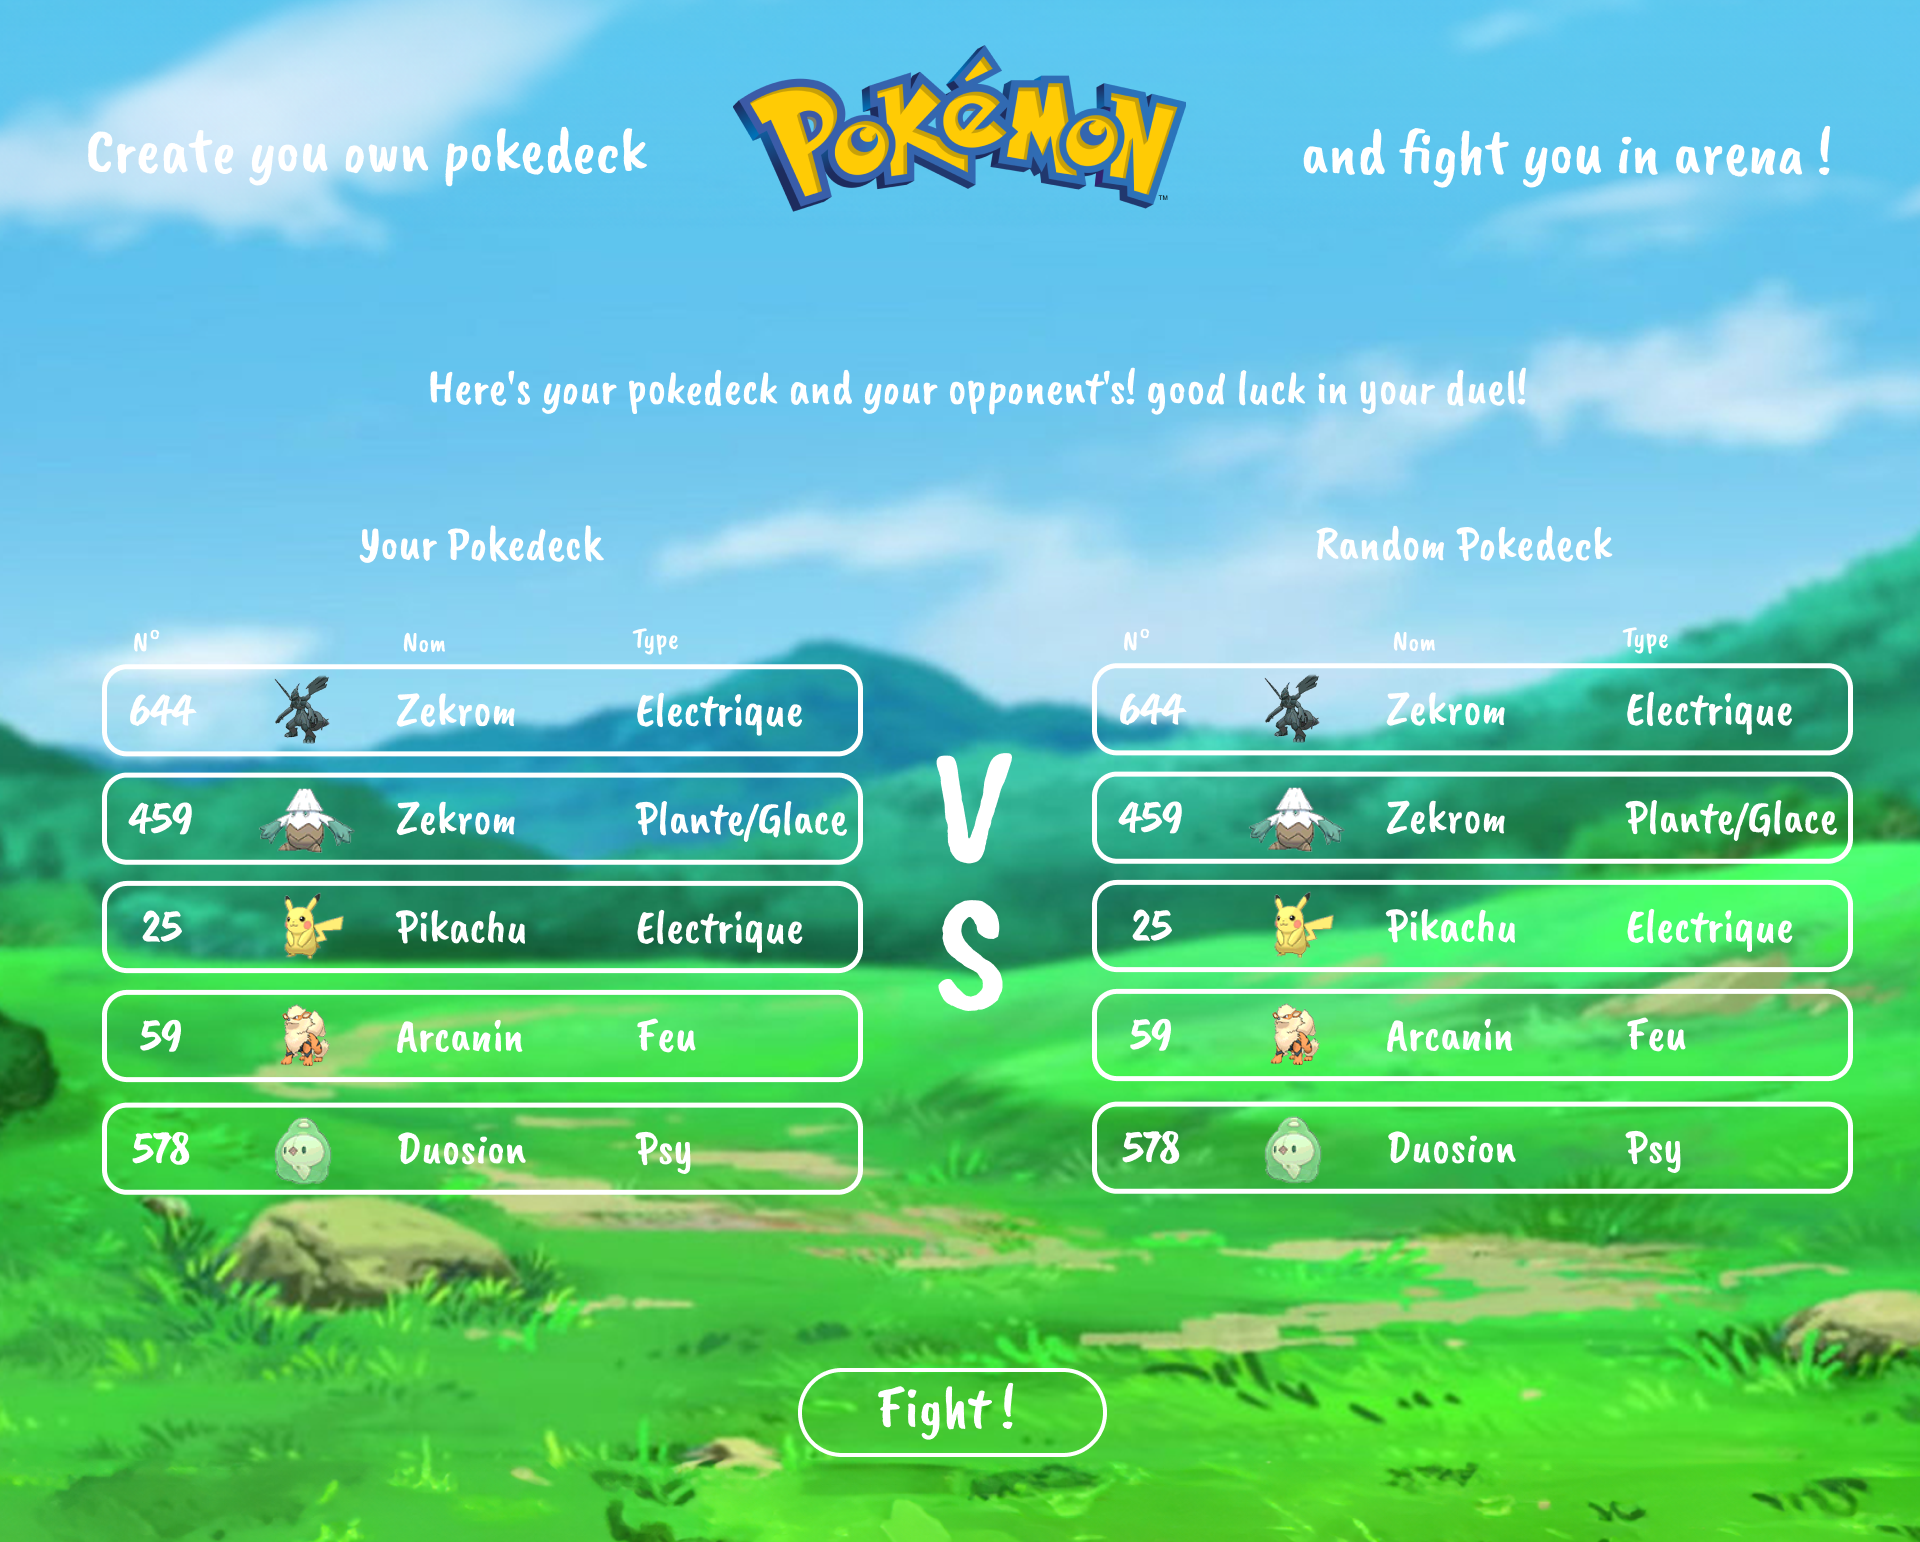 Create you own pokedeck
POKéMON
TM
and fight you in arena !
Here's your pokedeck and your opponent's! good luck in your duel!
Your Pokedeck
N° Nom Type
644 Zekrom Electrique
459 Zekrom Plante/Glace
25 Pikachu Electrique
59 Arcanin Feu
578 Duosion Psy
V
S
Random Pokedeck
N° Nom Type
644 Zekrom Electrique
459 Zekrom Plante/Glace
25 Pikachu Electrique
59 Arcanin Feu
578 Duosion Psy
Fight !